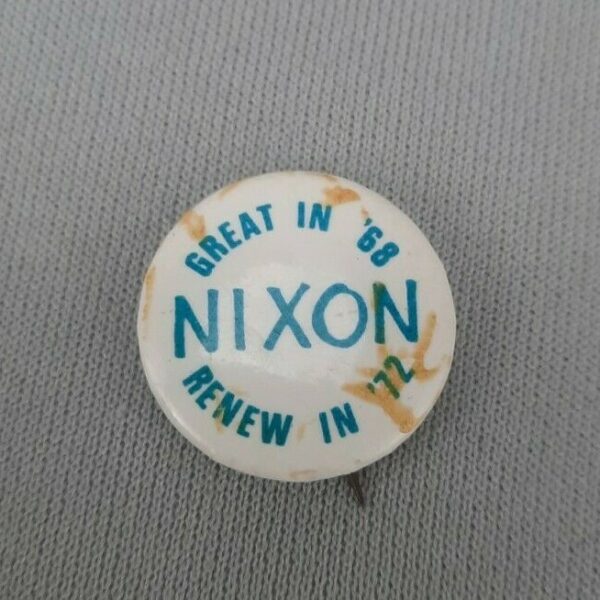 GREAT IN '68
NIXON
RENEW IN '72